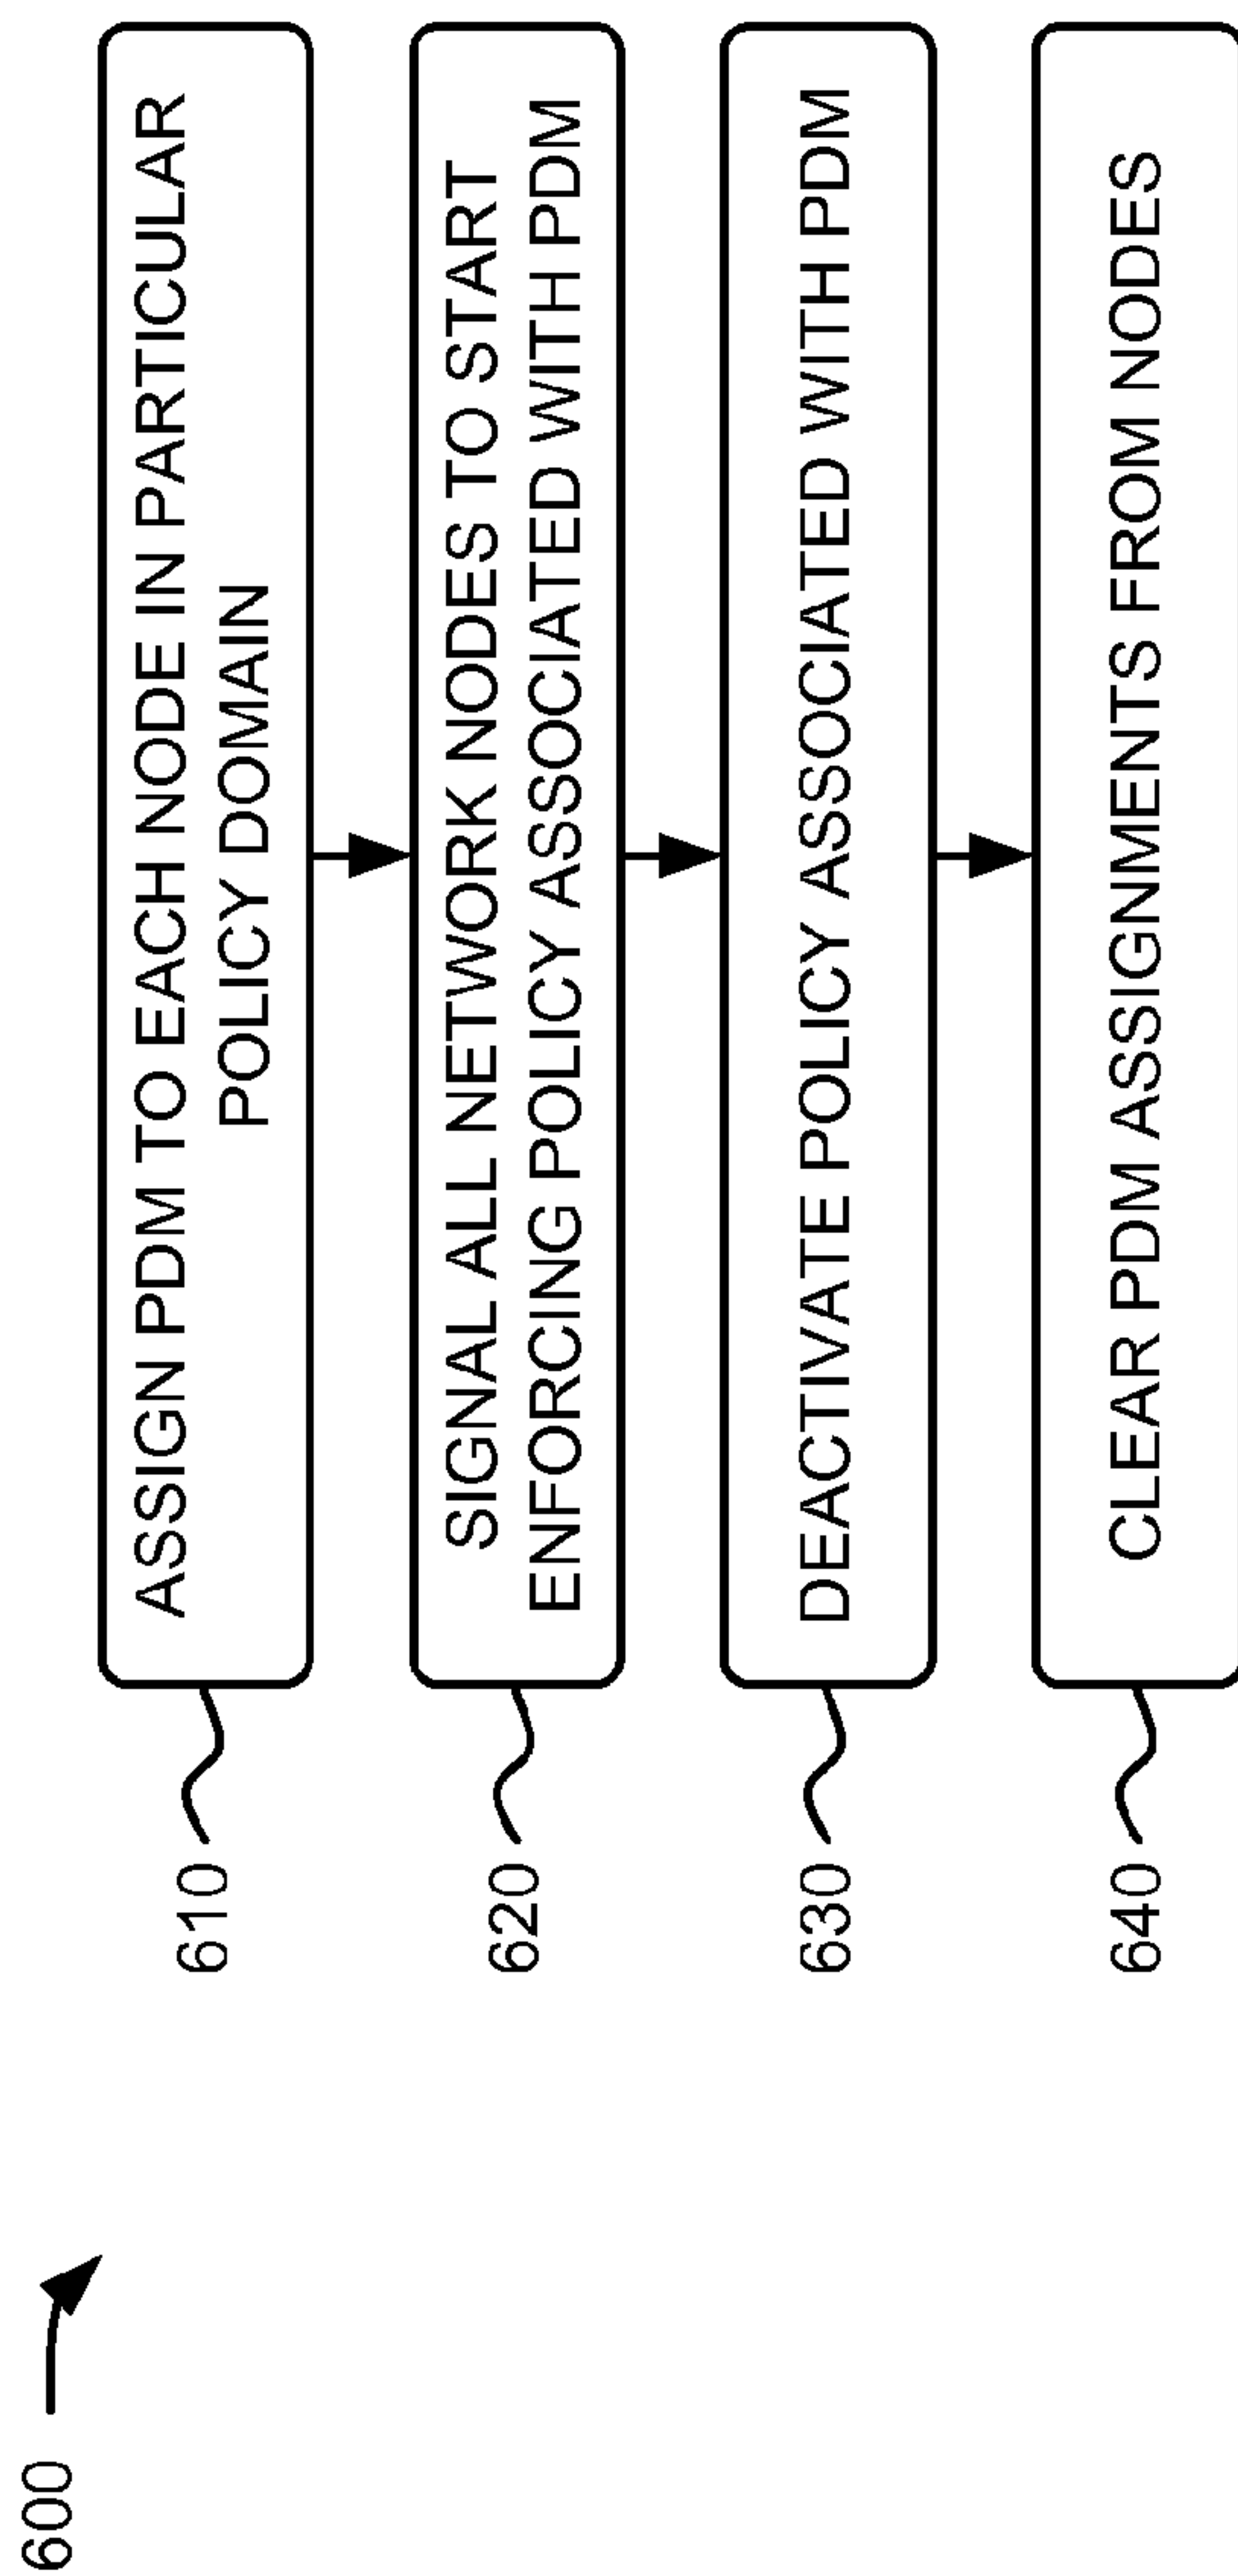 600
610
ASSIGN PDM TO EACH NODE IN PARTICULAR
POLICY DOMAIN
620
SIGNAL ALL NETWORK NODES TO START
ENFORCING POLICY ASSOCIATED WITH PDM
630
DEACTIVATE POLICY ASSOCIATED WITH PDM
640
CLEAR PDM ASSIGNMENTS FROM NODES